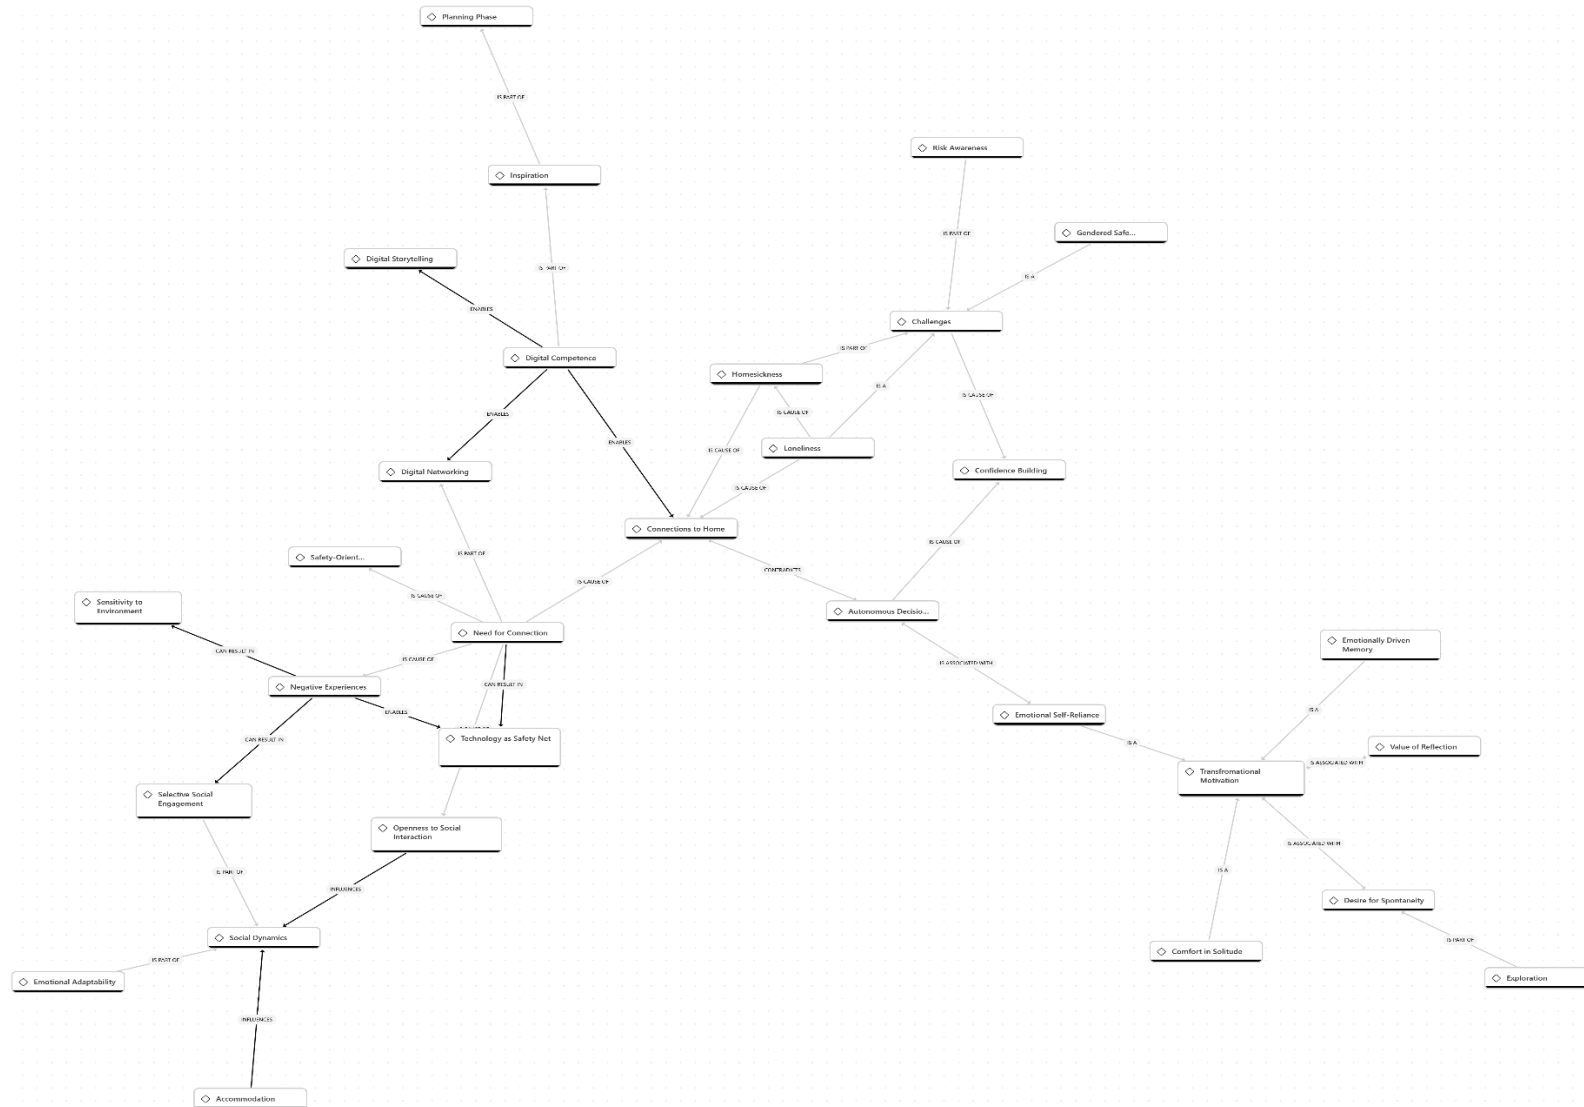 Planning Phase
IS PART OF
Risk Awareness
Inspiration
Gendered Safe...
IS PART OF
Digital Storytelling
IS PART OF
IS A
ENABLES
Challenges
IS PART OF
Digital Competence
Homesickness
IS A
IS CAUSE OF
IS CAUSE OF
ENABLES
ENABLES
Loneliness
IS CAUSE OF
Digital Networking
Confidence Building
IS CAUSE OF
Connections to Home
IS CAUSE OF
Safety-Orient...
IS PART OF
CONTRADICTS
IS CAUSE OF
IS CAUSE OF
Sensitivity to
Environment
Autonomous Decisio...
Need for Connection
Emotionally Driven
Memory
CAN RESULT IN
IS CAUSE OF
IS ASSOCIATED WITH
Negative Experiences
CAN RESULT IN
ENABLES
Emotional Self-Reliance
IS A
CAN RESULT IN
Technology as Safety Net
IS A
Value of Reflection
IS ASSOCIATED WITH
Transfromational
Motivation
Selective Social
Engagement
Openness to Social
Interaction
IS ASSOCIATED WITH
IS PART OF
IS A
INFLUENCES
Desire for Spontaneity
Social Dynamics
IS PART OF
Comfort in Solitude
IS PART OF
Emotional Adaptability
Exploration
INFLUENCES
Accommodation